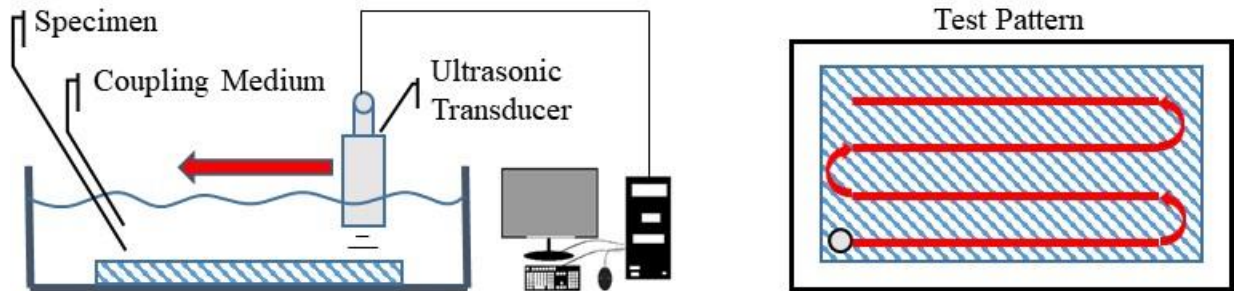 Specimen
Coupling Medium
Ultrasonic
Transducer
Test Pattern